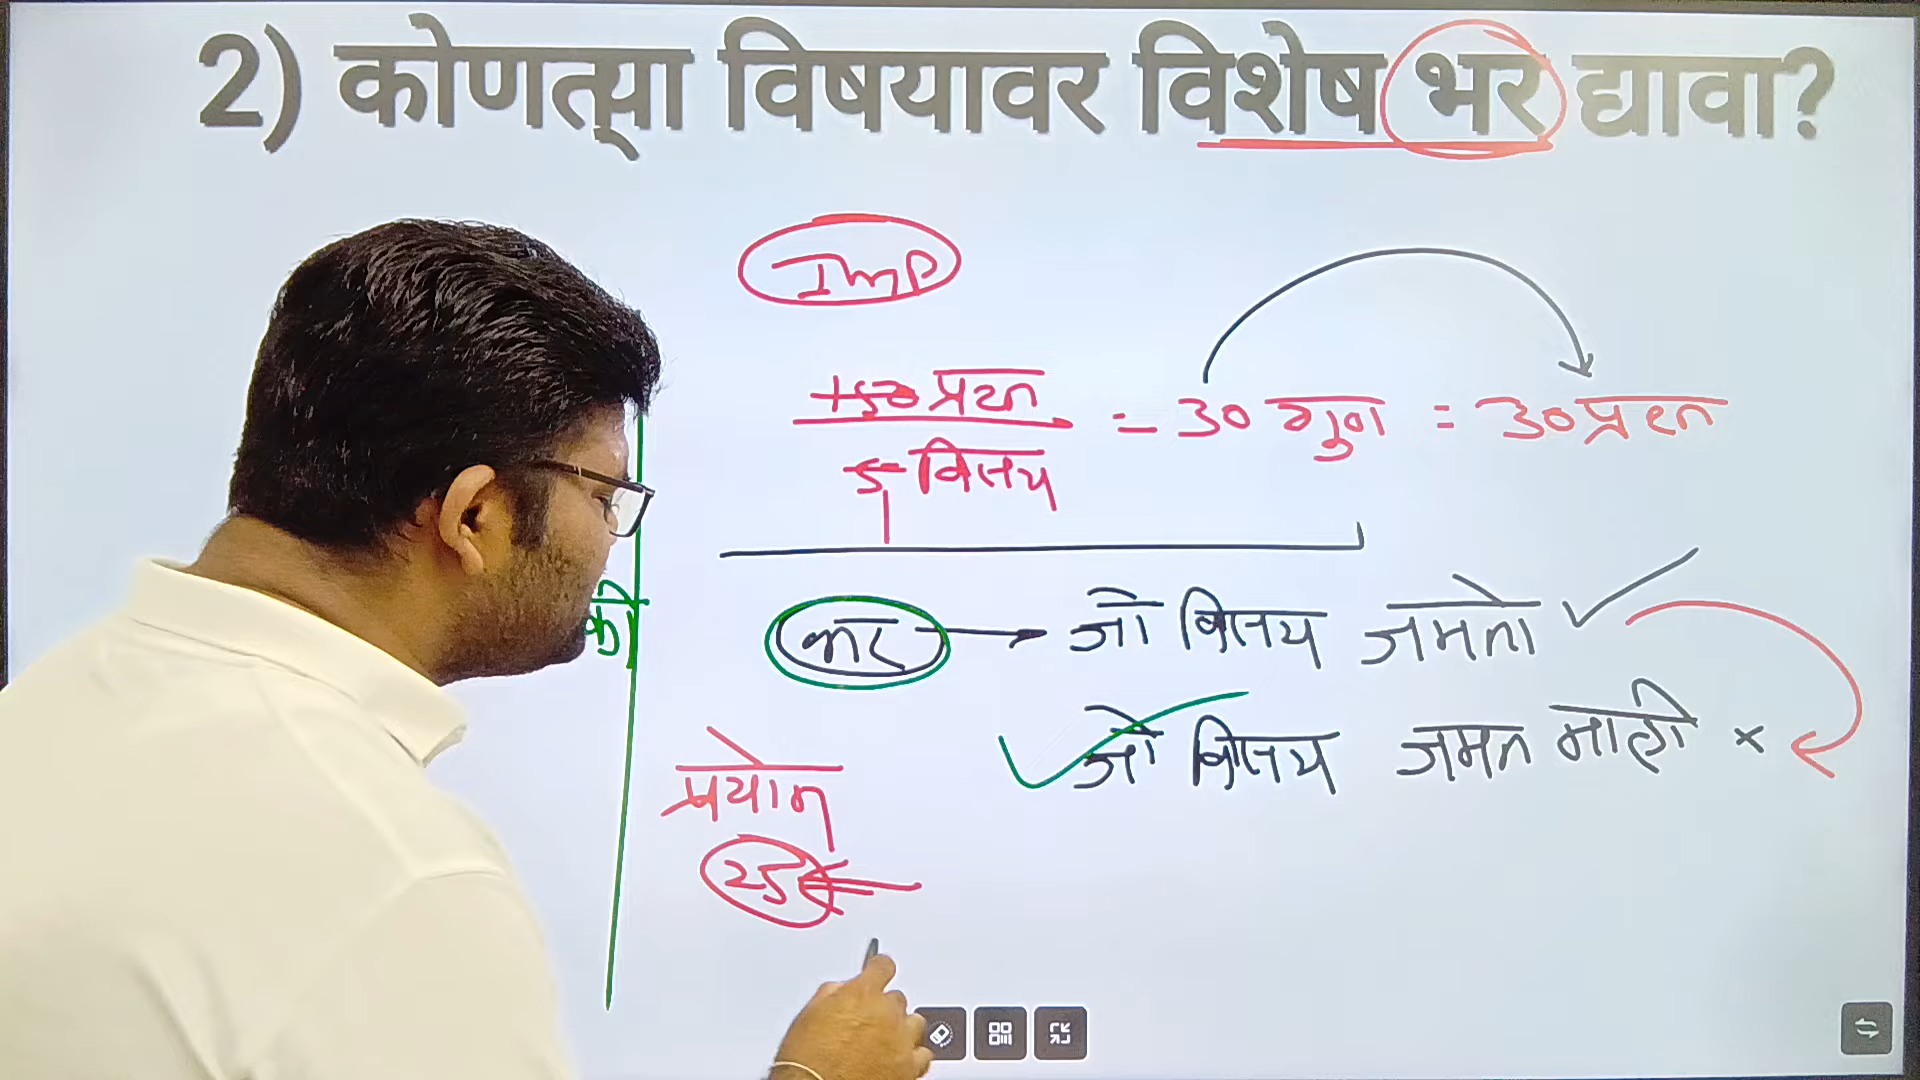 2) कोणत्या विषयावर विशेष भर द्यावा?
Imp
150 प्रश्न = 30 गुण = 30 प्रश्न
5 विषय
भर → जो विषय जमतो ✓
जो विषय जमत नाही ×
प्रयोग
25